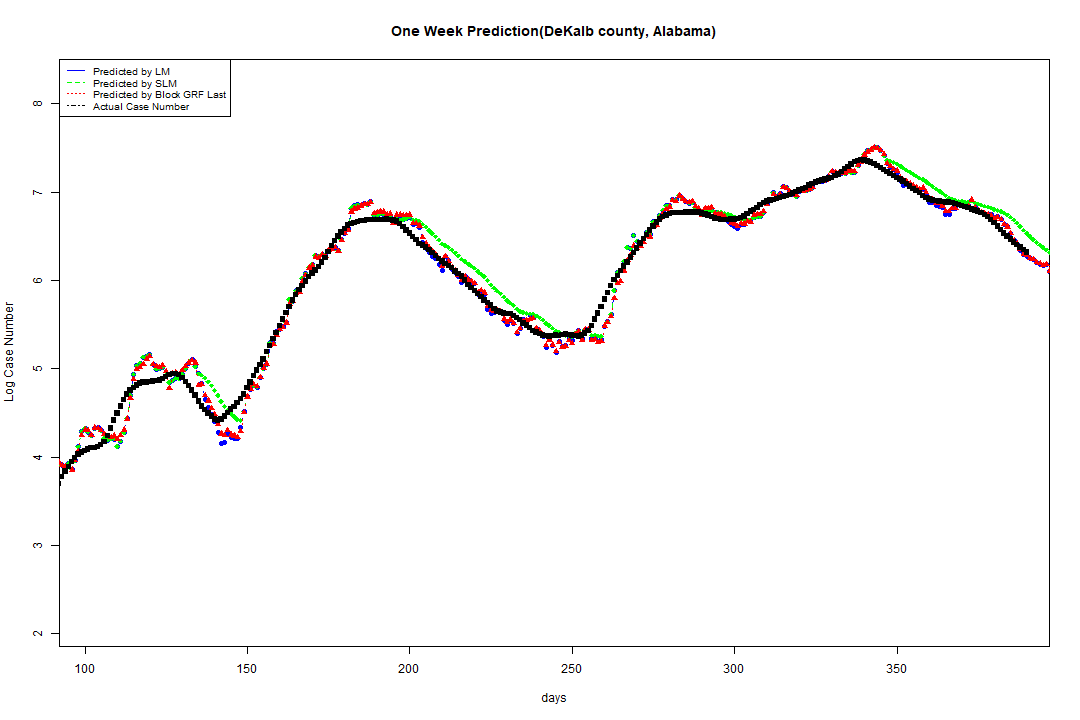 One Week Prediction(DeKalb county, Alabama)
Predicted by LM
Predicted by SLM
Predicted by Block GRF Last
Actual Case Number
8
7
6
5
4
3
2
Log Case Number
100 150 200 250 300 350
days